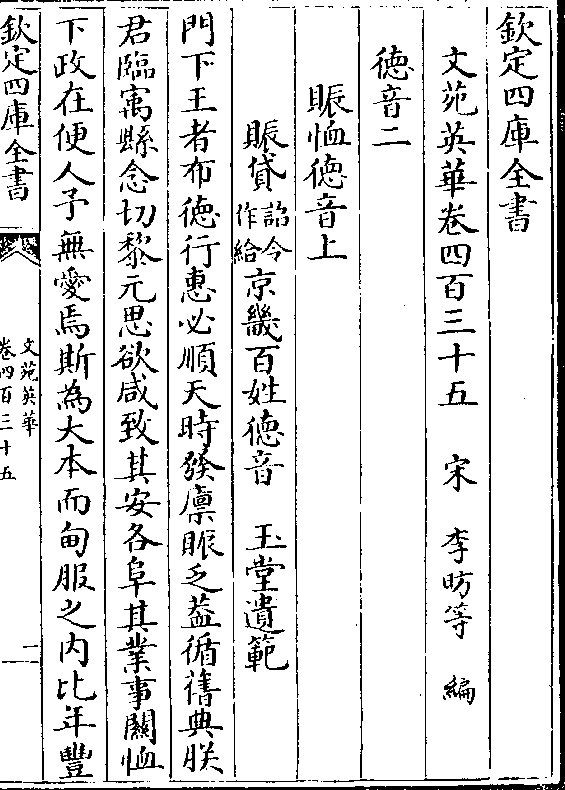 欽定四庫全書
文苑英華卷四百三十五　宋　李昉等　編
德音二
賑恤德音上
賑貸詔令作給京畿百姓德音　玉堂遺範
門下王者布德行惠必順天時發廩賑乏蓋循舊典朕
君臨寓縣念切黎元思欲咸致其安各阜其業事關恤
下政在便人予無愛焉斯為大本而甸服之內比年豐
欽定四庫全書
文苑英華
卷四百三十五
一